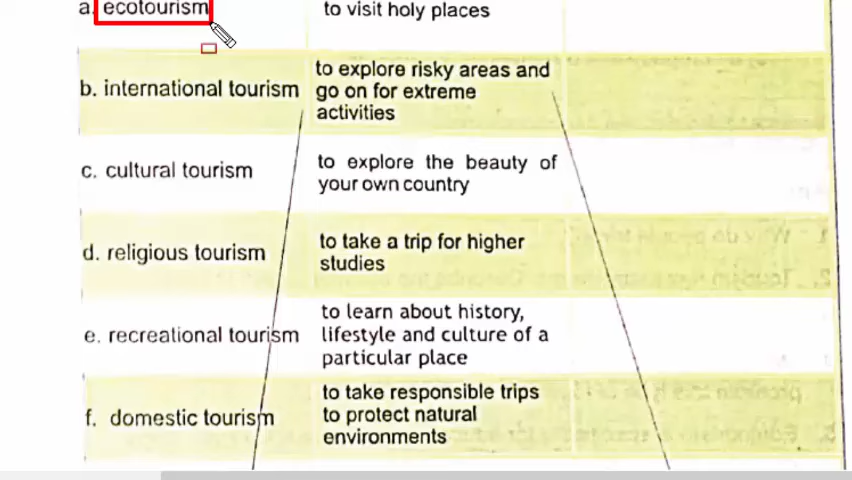 a. ecotourism
to visit holy places
b. international tourism
to explore risky areas and
go on for extreme
activities
c. cultural tourism
to explore the beauty of
your own country
d. religious tourism
to take a trip for higher
studies
e. recreational tourism
to learn about history,
lifestyle and culture of a
particular place
f. domestic tourism
to take responsible trips
to protect natural
environments